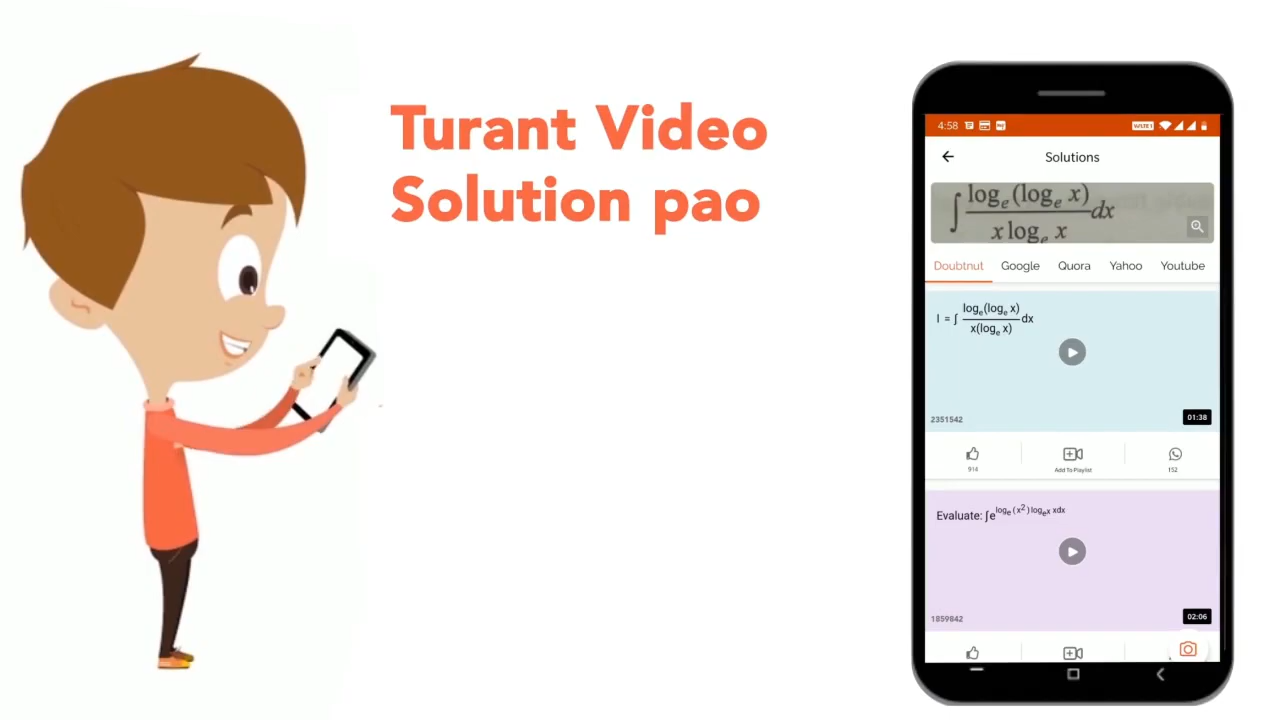 Turant Video
Solution pao
4:58
VoLTE1
Solutions
∫ logₑ(logₑ x) / x logₑ x dx
Doubtnut Google Quora Yahoo Youtube
I = ∫ logₑ(logₑ x) / x(logₑ x) dx
2351542 01:38
914 Add To Playlist 152
Evaluate: ∫e^logₑ(x²)logₑx xdx
1859842 02:06